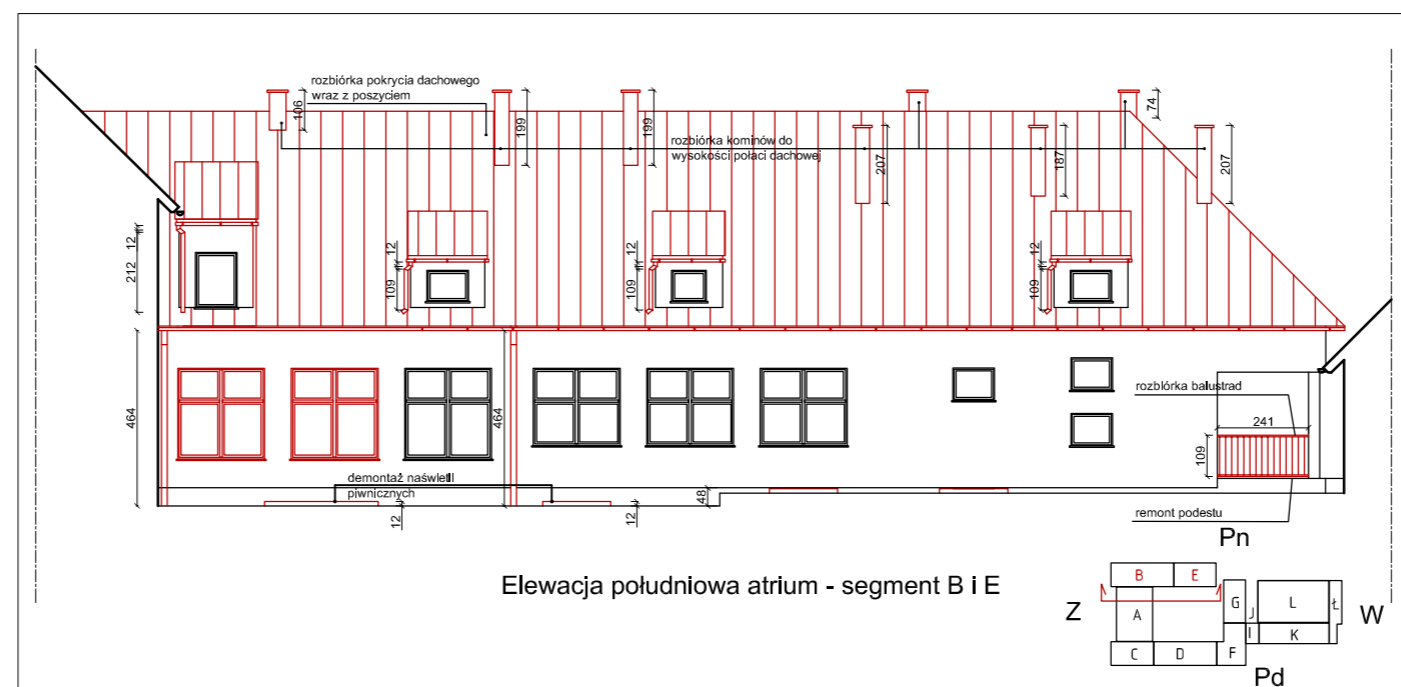 rozbiórka pokrycia dachowego
wraz z poszyciem
106
199
199
74
rozbiórka kominów do
wysokości połaci dachowej
207
187
207
12
212
12
109
12
109
12
109
464
464
rozbiórka balustrad
241
109
demontaż naświetli
piwnicznych
12
12
48
remont podestu
Pn
Elewacja południowa atrium - segment B i E
B
E
Z
A
G
J
L
Ł
W
I
K
C
D
F
Pd